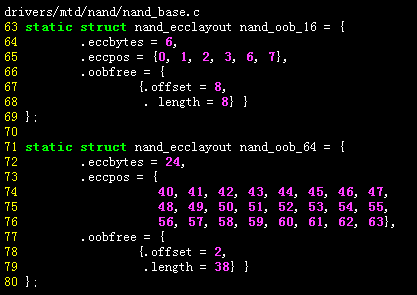 drivers/mtd/nand/nand_base.c
63 static struct nand_ecclayout nand_oob_16 = {
64         .eccbytes = 6,
65         .eccpos = {0, 1, 2, 3, 6, 7},
66         .oobfree = {
67                 {.offset = 8,
68                  . length = 8} }
69 };
70
71 static struct nand_ecclayout nand_oob_64 = {
72         .eccbytes = 24,
73         .eccpos = {
74                    40, 41, 42, 43, 44, 45, 46, 47,
75                    48, 49, 50, 51, 52, 53, 54, 55,
76                    56, 57, 58, 59, 60, 61, 62, 63},
77         .oobfree = {
78                 {.offset = 2,
79                  .length = 38} }
80 };